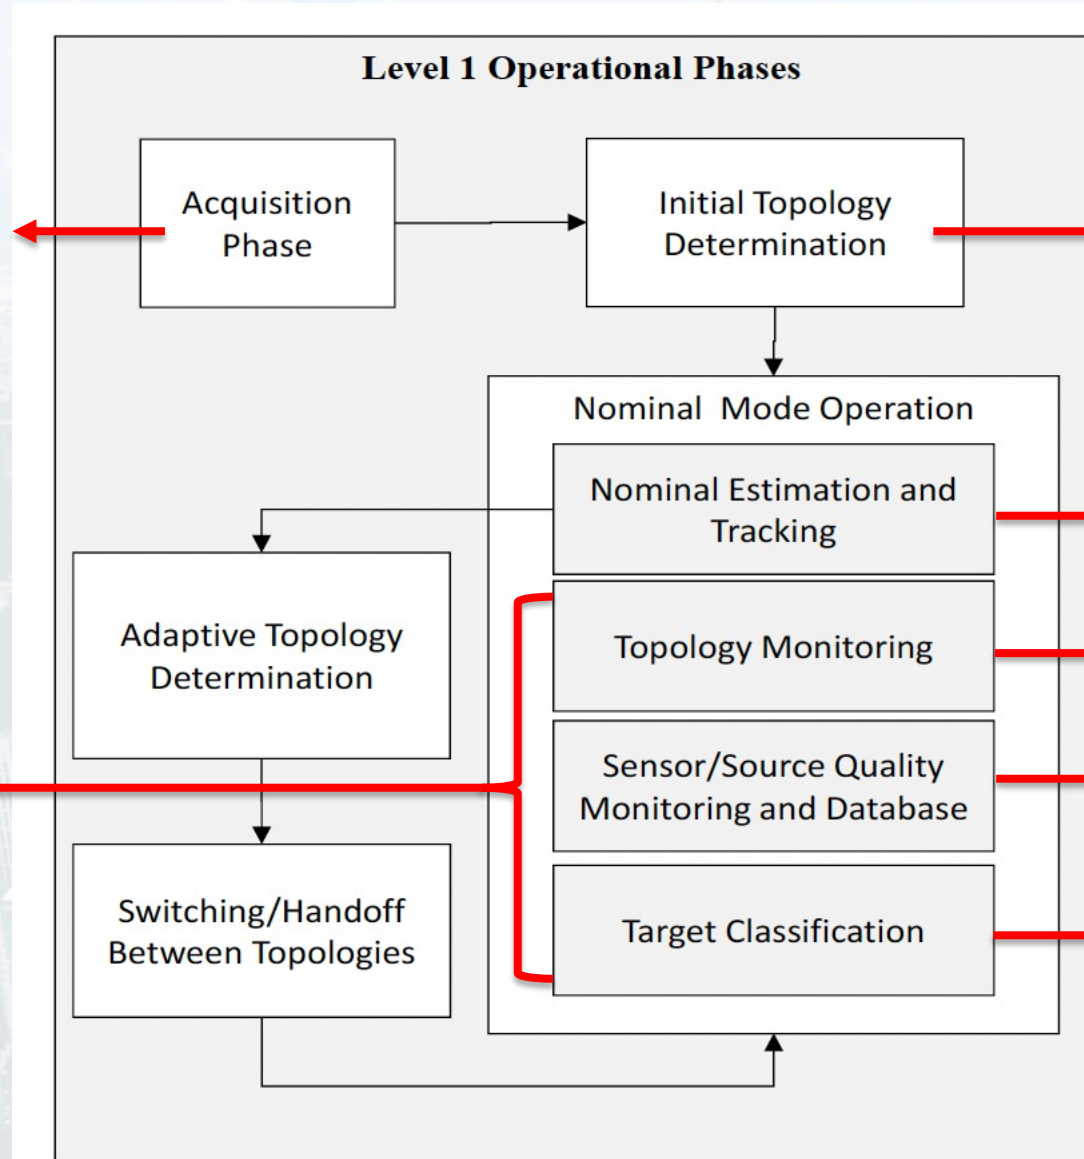 Level 1 Operational Phases
Acquisition
Phase
Initial Topology
Determination
Nominal Mode Operation
Nominal Estimation and
Tracking
Topology Monitoring
Sensor/Source Quality
Monitoring and Database
Target Classification
Adaptive Topology
Determination
Switching/Handoff
Between Topologies